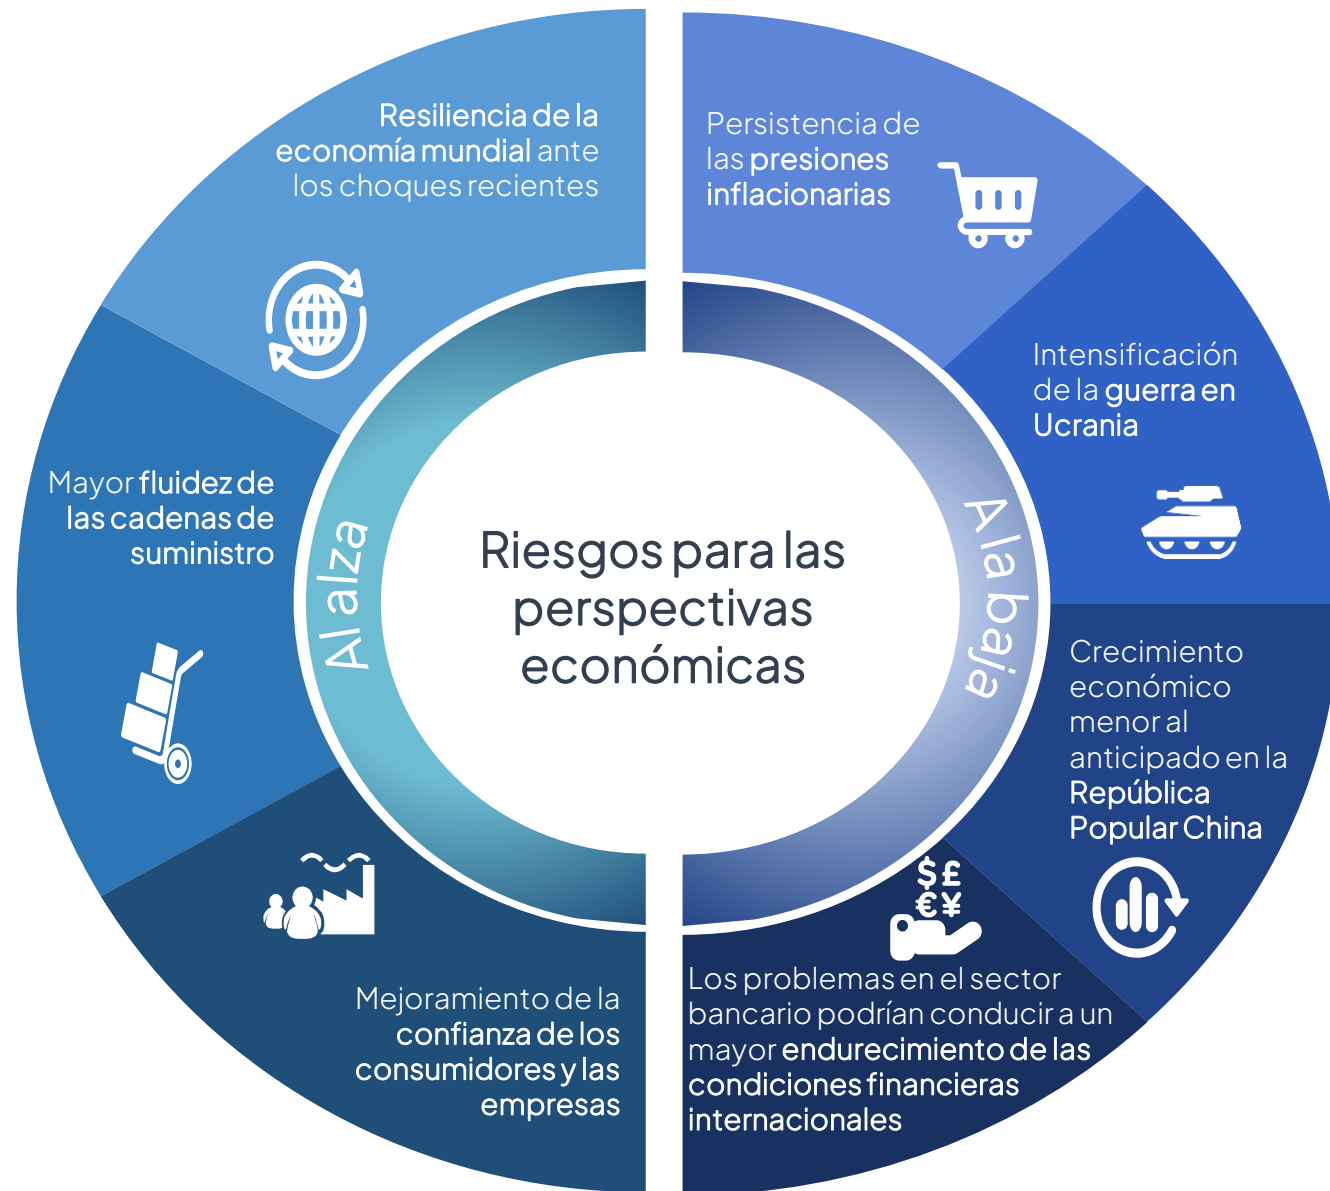 Riesgos para las
perspectivas
económicas
Al alza
Resiliencia de la
economía mundial ante
los choques recientes
Mayor fluidez de
las cadenas de
suministro
Mejoramiento de la
confianza de los
consumidores y las
empresas
A la baja
Persistencia de
las presiones
inflacionarias
Intensificación
de la guerra en
Ucrania
Crecimiento
económico
menor al
anticipado en la
República
Popular China
$£
€¥
Los problemas en el sector
bancario podrían conducir a un
mayor endurecimiento de las
condiciones financieras
internacionales